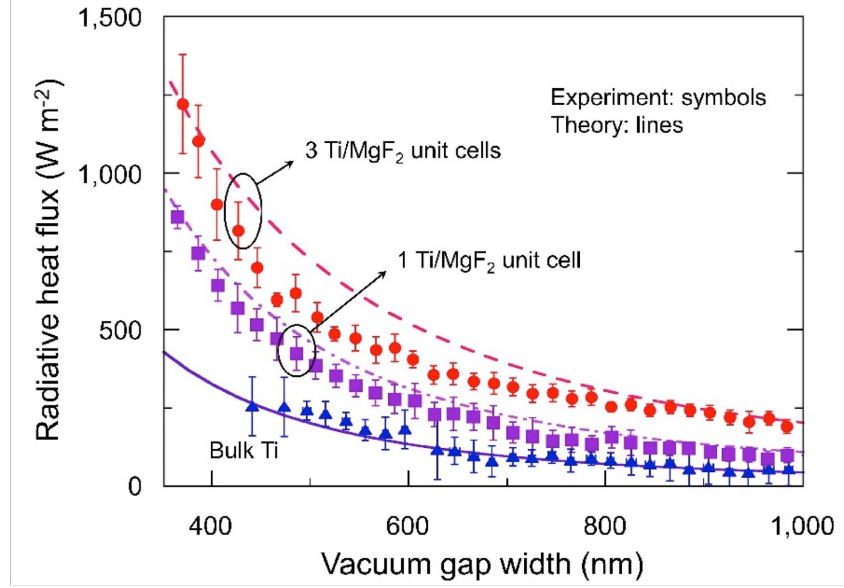 1,500
1,000
500
0
Radiative heat flux (W m-2)
Experiment: symbols
Theory: lines
3 Ti/MgF2 unit cells
1 Ti/MgF2 unit cell
Bulk Ti
400
600
800
1,000
Vacuum gap width (nm)